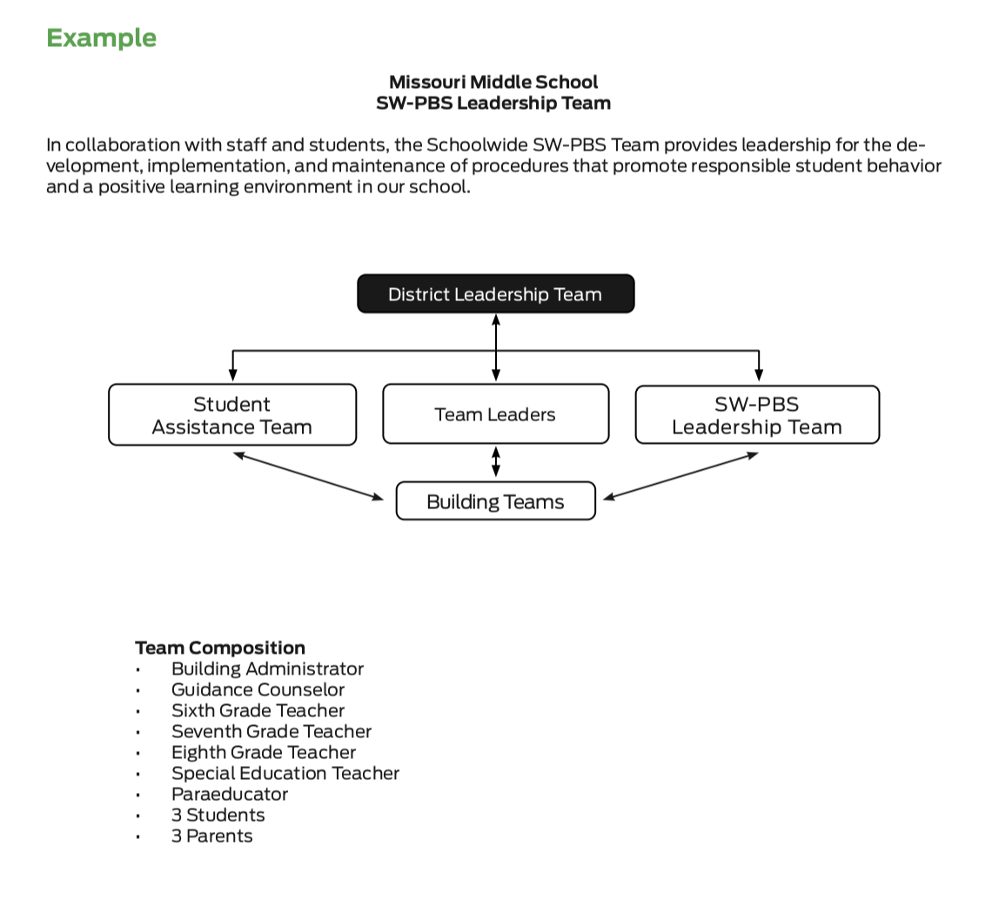 Example
Missouri Middle School
SW-PBS Leadership Team
In collaboration with staff and students, the Schoolwide SW-PBS Team provides leadership for the de-
velopment, implementation, and maintenance of procedures that promote responsible student behavior
and a positive learning environment in our school.
District Leadership Team
Student
Assistance Team
Team Leaders
SW-PBS
Leadership Team
Building Teams
Team Composition
· Building Administrator
· Guidance Counselor
· Sixth Grade Teacher
· Seventh Grade Teacher
· Eighth Grade Teacher
· Special Education Teacher
· Paraeducator
· 3 Students
· 3 Parents